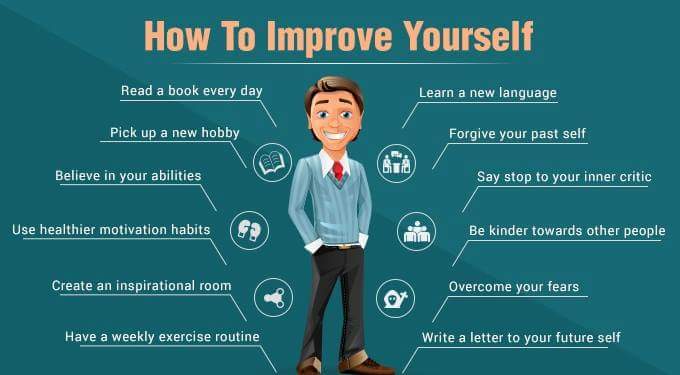 How To Improve Yourself
Read a book every day
Pick up a new hobby
Believe in your abilities
Use healthier motivation habits
Create an inspirational room
Have a weekly exercise routine
Learn a new language
Forgive your past self
Say stop to your inner critic
Be kinder towards other people
Overcome your fears
Write a letter to your future self